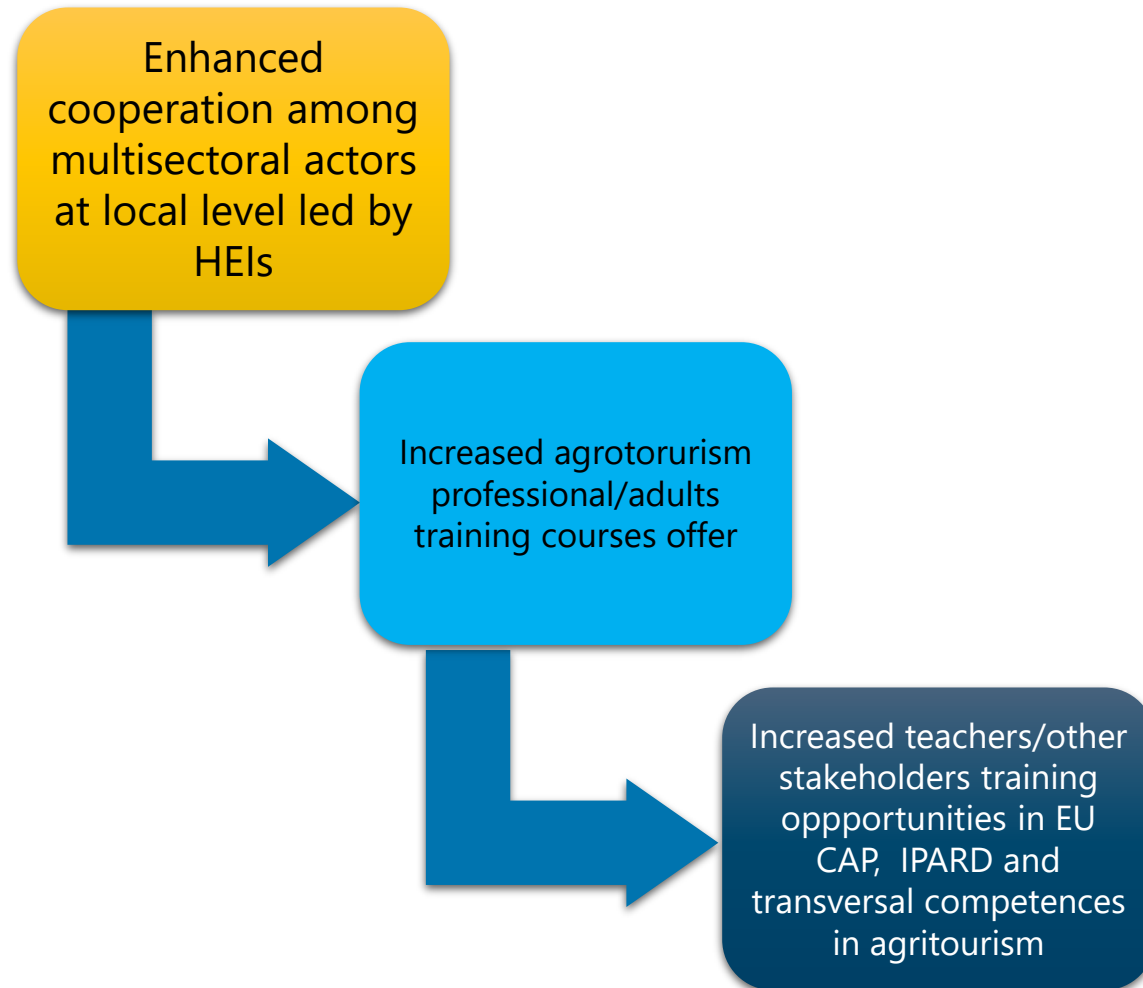 Enhanced
cooperation among
multisectoral actors
at local level led by
HEIs
Increased agrotorurism
professional/adults
training courses offer
Increased teachers/other
stakeholders training
oppportunities in EU
CAP,  IPARD and
transversal competences
in agritourism